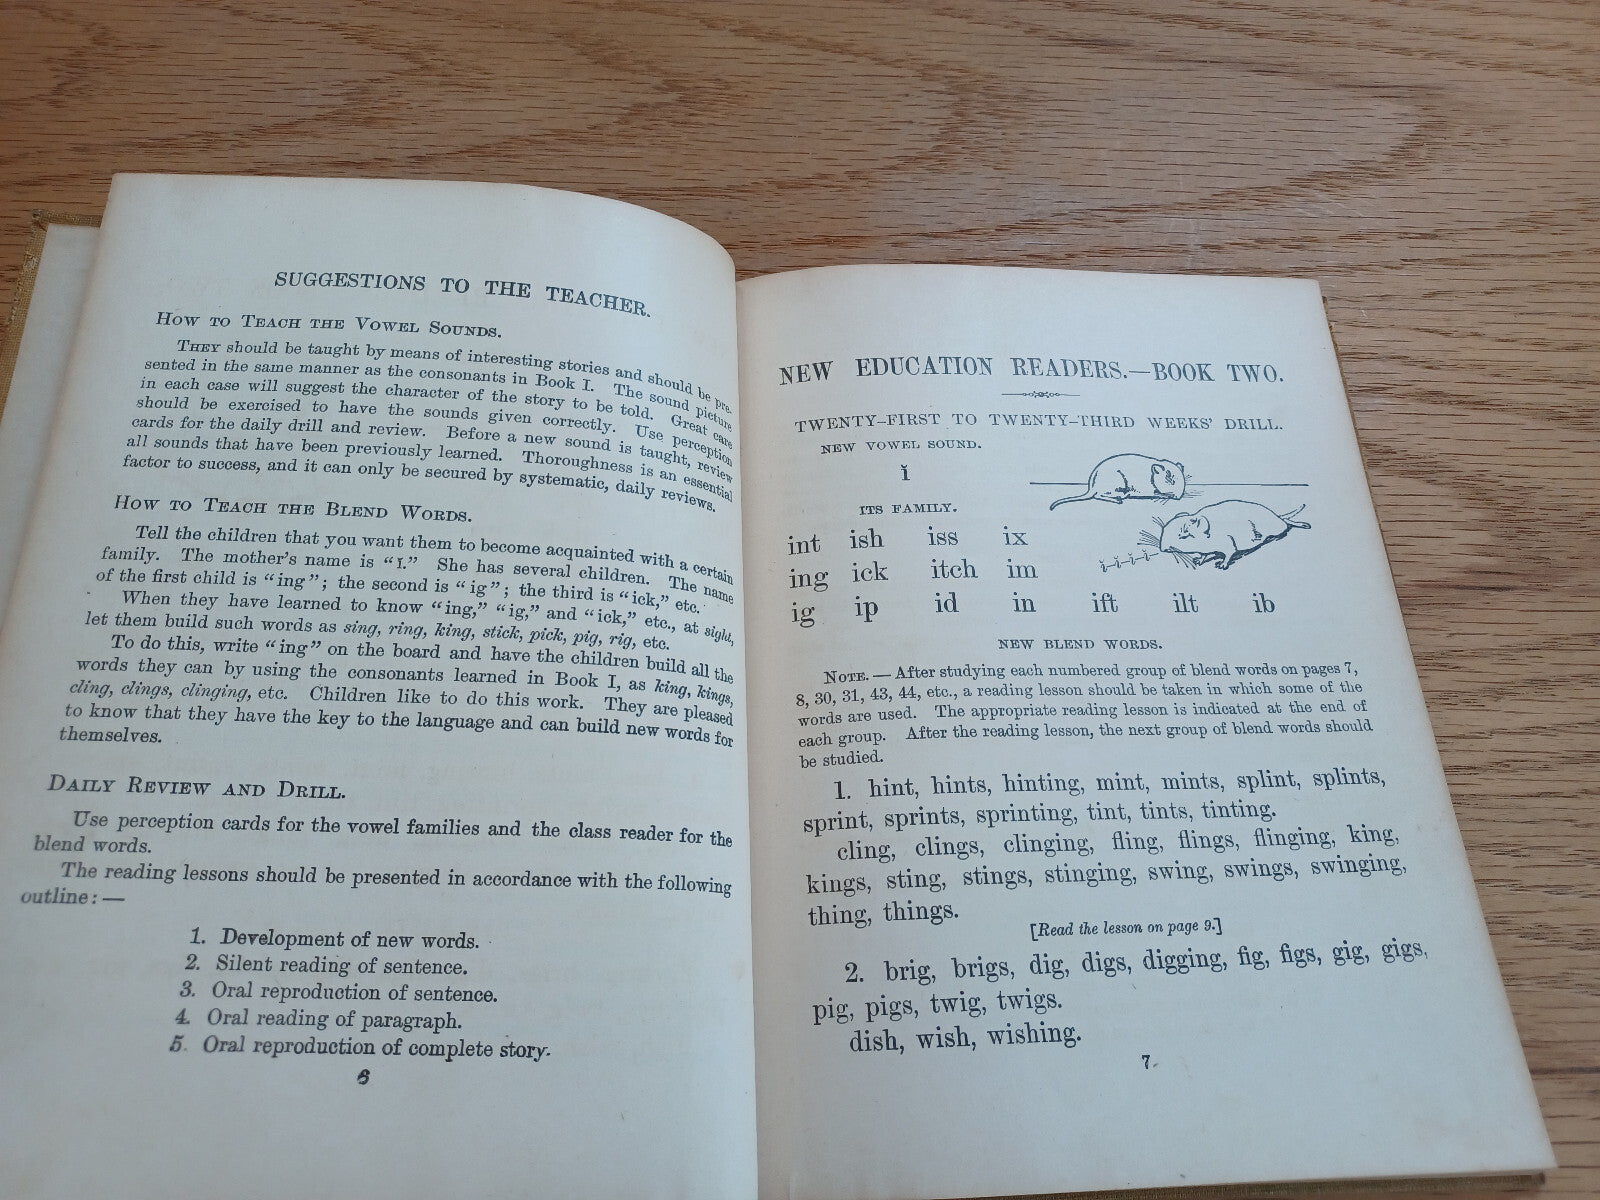 SUGGESTIONS TO THE TEACHER.
HOW TO TEACH THE VOWEL SOUNDS.
THEY should be taught by means of interesting stories and should be pre-
sented in the same manner as the consonants in Book I. The sound picture
in each case will suggest the character of the story to be told. Great care
should be exercised to have the sounds given correctly. Use perception
cards for the daily drill and review. Before a new sound is taught, review
all sounds that have been previously learned. Thoroughness is an essential
factor to success, and it can only be secured by systematic, daily reviews.
HOW TO TEACH THE BLEND WORDS.
Tell the children that you want them to become acquainted with a certain
family. The mother's name is "I." She has several children. The name
of the first child is "ing"; the second is "ig"; the third is "ick," etc.
When they have learned to know "ing," "ig," and "ick," etc., at sight,
let them build such words as sing, ring, king, stick, pick, pig, rig, etc.
To do this, write "ing" on the board and have the children build all the
words they can by using the consonants learned in Book I, as king, kings,
cling, clings, clinging, etc. Children like to do this work. They are pleased
to know that they have the key to the language and can build new words for
themselves.
DAILY REVIEW AND DRILL.
Use perception cards for the vowel families and the class reader for the
blend words.
The reading lessons should be presented in accordance with the following
outline:—
1. Development of new words.
2. Silent reading of sentence.
3. Oral reproduction of sentence.
4. Oral reading of paragraph.
5. Oral reproduction of complete story.
6
NEW EDUCATION READERS.—BOOK TWO.
TWENTY-FIRST TO TWENTY-THIRD WEEKS' DRILL.
NEW VOWEL SOUND.
ĭ
ITS FAMILY.
int ish iss ix
ing ick itch im
ig ip id in ift ilt ib
ĭ-ĭ-ĭ-ĭ-
NEW BLEND WORDS.
NOTE.—After studying each numbered group of blend words on pages 7,
8, 30, 31, 43, 44, etc., a reading lesson should be taken in which some of the
words are used. The appropriate reading lesson is indicated at the end of
each group. After the reading lesson, the next group of blend words should
be studied.
1. hint, hints, hinting, mint, mints, splint, splints,
sprint, sprints, sprinting, tint, tints, tinting.
cling, clings, clinging, fling, flings, flinging, king,
kings, sting, stings, stinging, swing, swings, swinging,
thing, things.
[Read the lesson on page 9.]
2. brig, brigs, dig, digs, digging, fig, figs, gig, gigs,
pig, pigs, twig, twigs.
dish, wish, wishing.
7